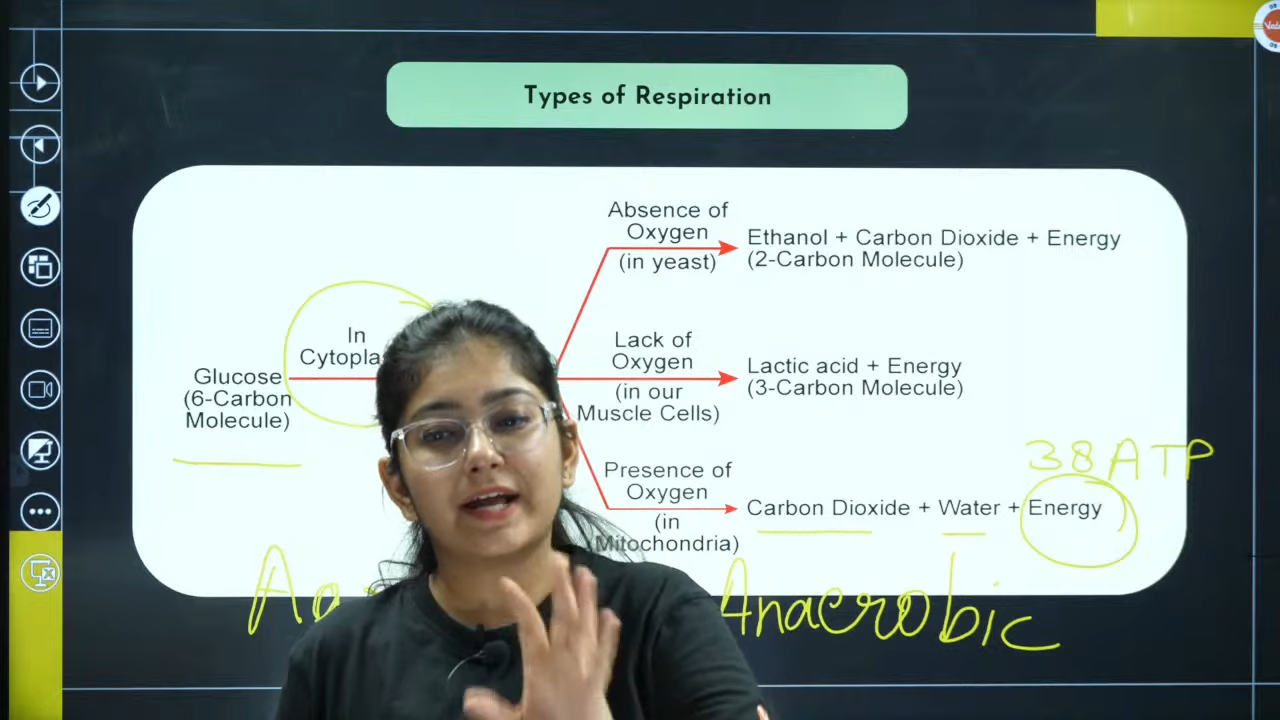 Types of Respiration
Absence of
Oxygen
(in yeast)
Ethanol + Carbon Dioxide + Energy
(2-Carbon Molecule)
In
Glucose
(6-Carbon
Molecule)
Lack of
Oxygen
(in our
Muscle Cells)
Lactic acid + Energy
(3-Carbon Molecule)
38 ATP
Presence of
Oxygen
(in
Mitochondria)
Carbon Dioxide + Water + Energy
Anaerobic